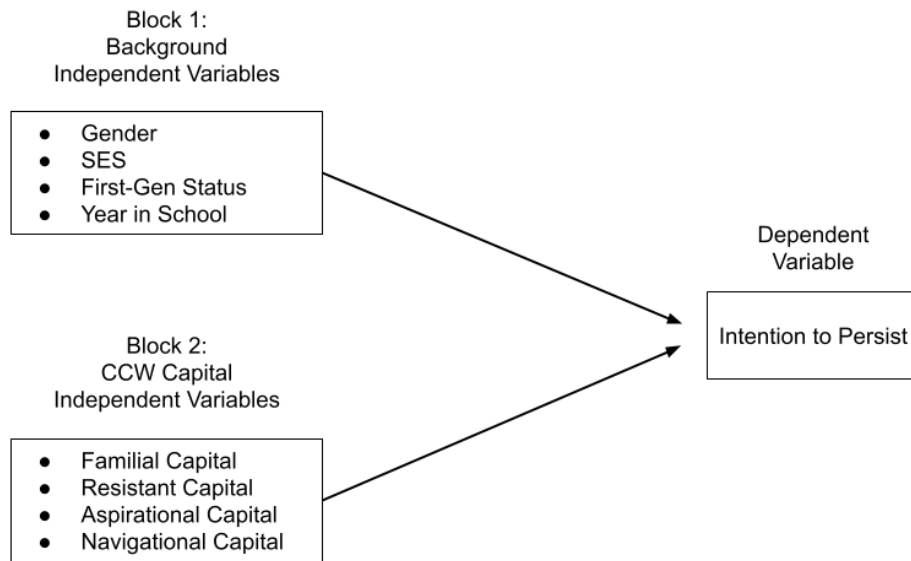 Block 1:
Background
Independent Variables
● Gender
● SES
● First-Gen Status
● Year in School
Dependent
Variable
Intention to Persist
Block 2:
CCW Capital
Independent Variables
● Familial Capital
● Resistant Capital
● Aspirational Capital
● Navigational Capital